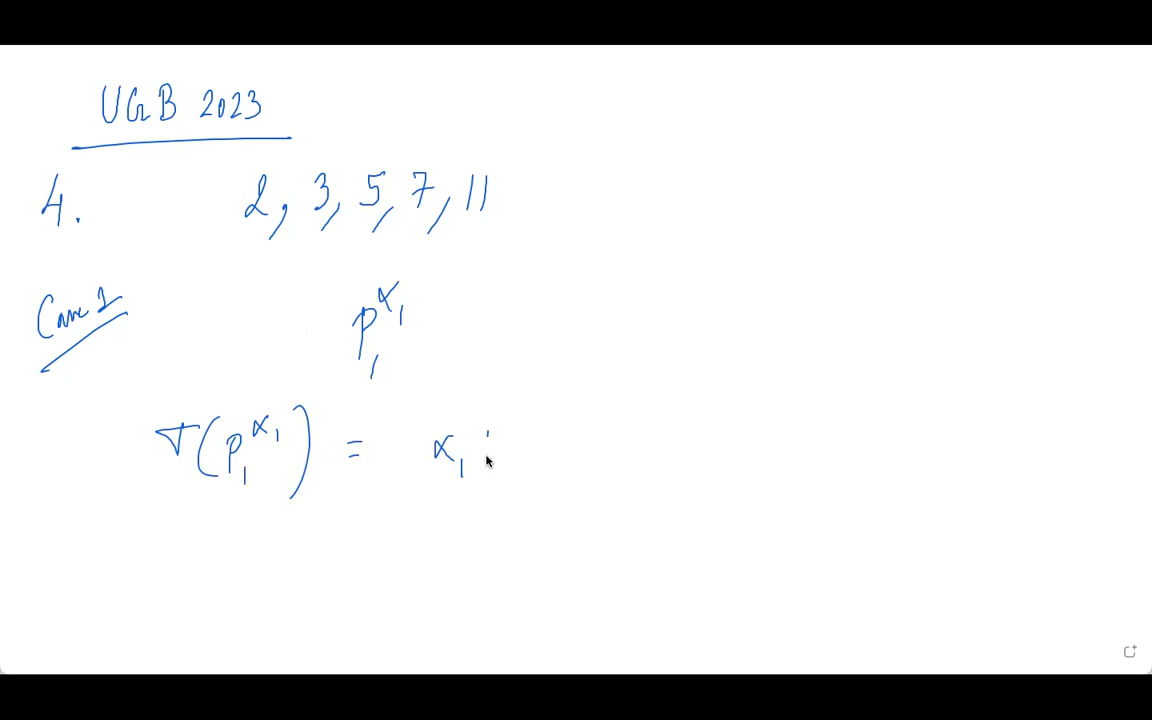 UGB 2023
4. 2, 3, 5, 7, 11
Case 1 p₁^α₁
τ(p₁^α₁) = α₁